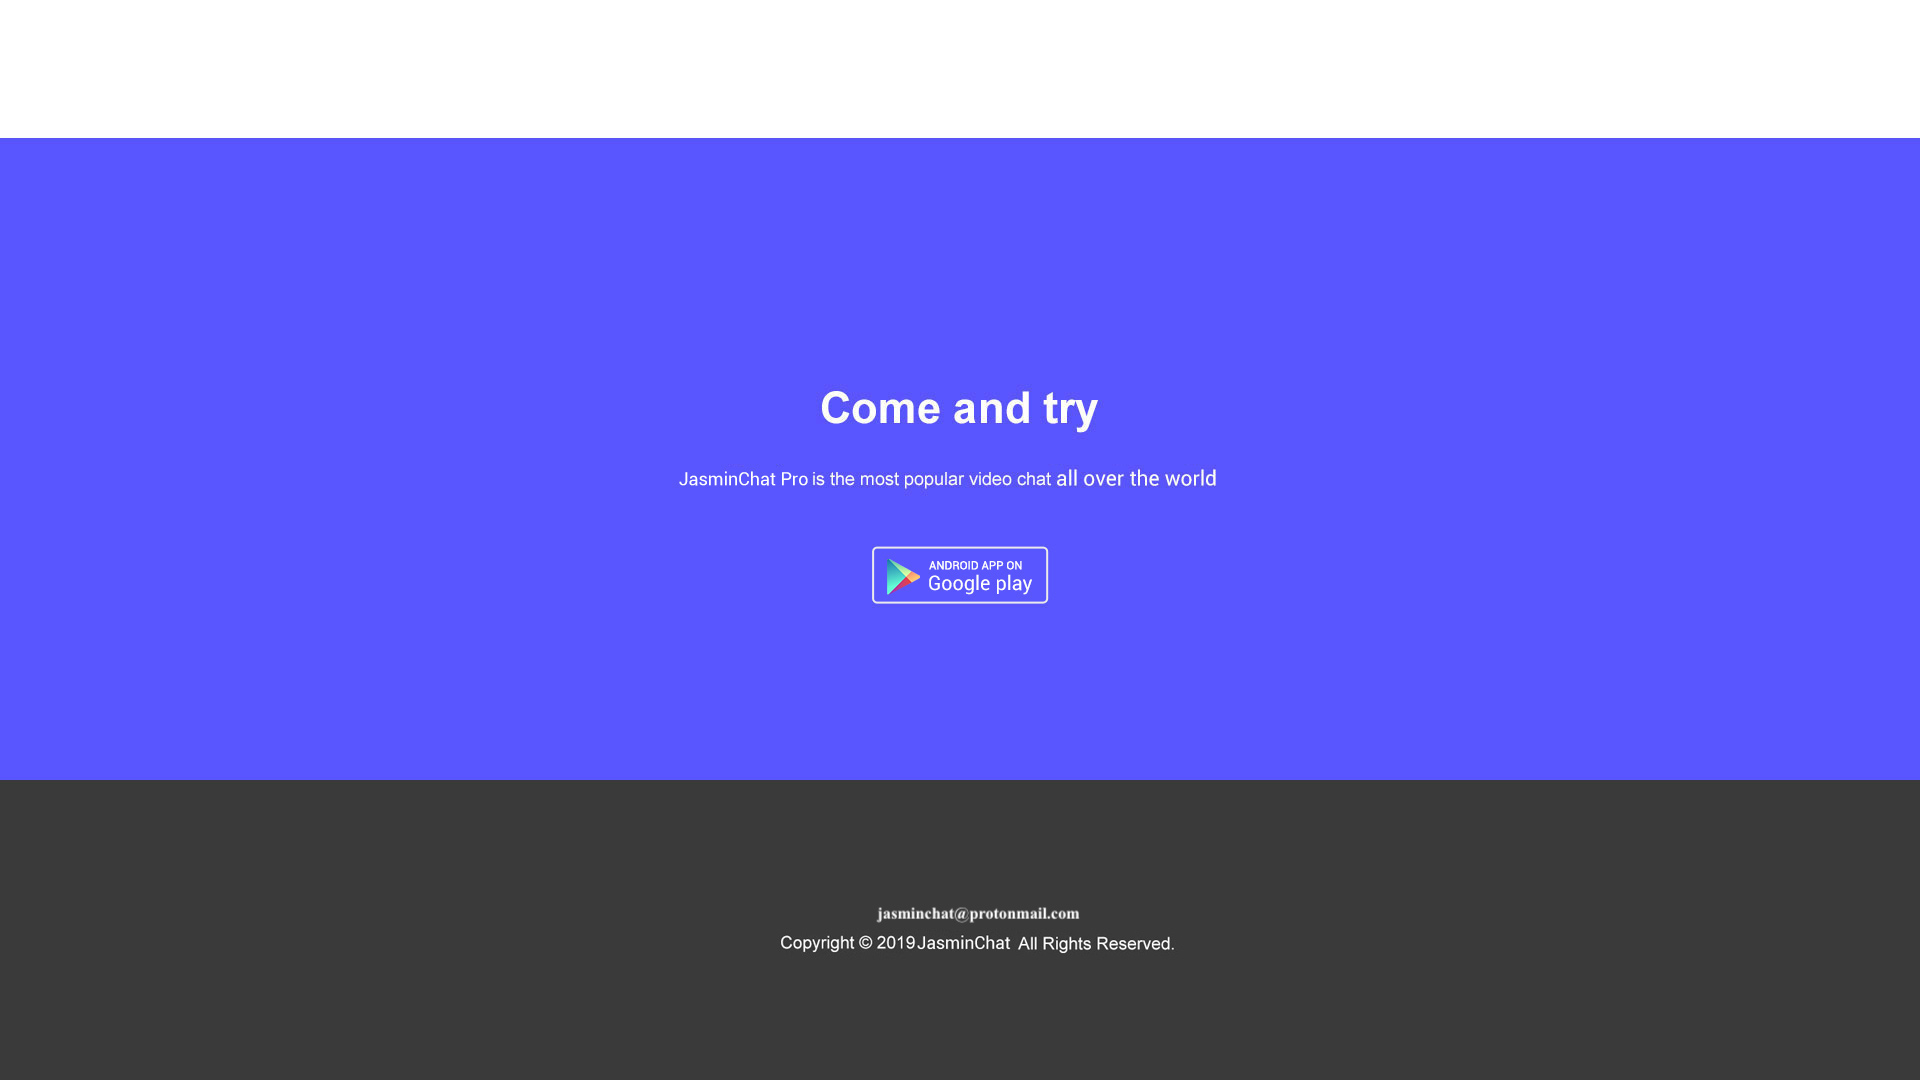 Come and try
JasminChat Pro is the most popular video chat all over the world
ANDROID APP ON
Google play
jasminchat@protonmail.com
Copyright © 2019 JasminChat All Rights Reserved.